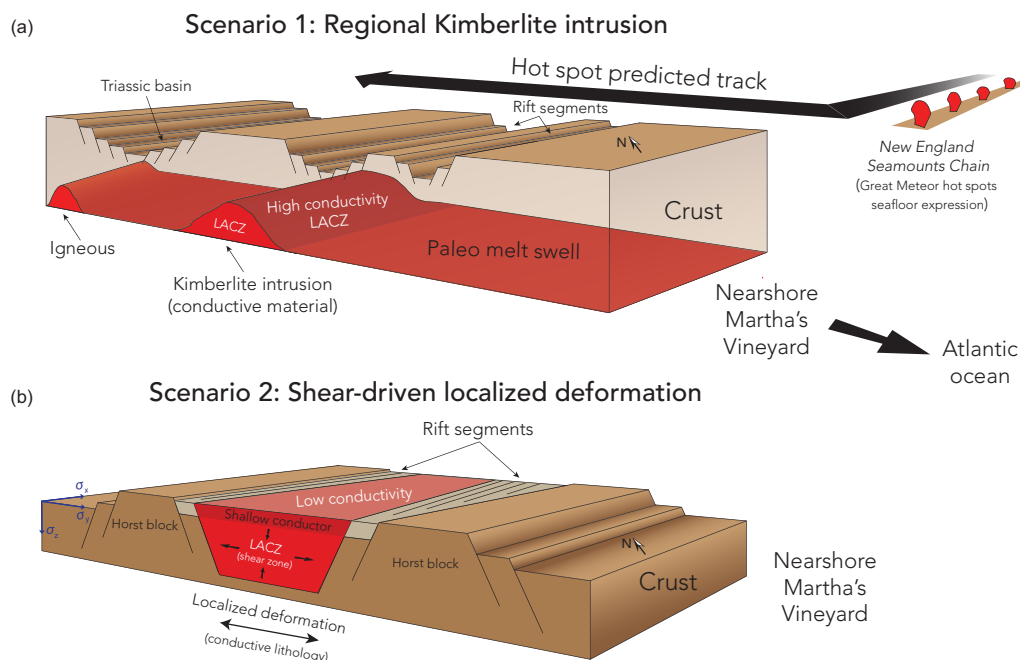 (a)
Scenario 1: Regional Kimberlite intrusion
Hot spot predicted track
Triassic basin
Rift segments
N
New England
Seamounts Chain
(Great Meteor hot spots
seafloor expression)
High conductivity
LACZ
LACZ
Crust
Igneous
Paleo melt swell
Kimberlite intrusion
(conductive material)
Nearshore
Martha's
Vineyard
Atlantic
ocean
(b)
Scenario 2: Shear-driven localized deformation
Rift segments
σx
σy
σz
Low conductivity
Horst block
Shallow conductor
LACZ
(shear zone)
Horst block
N
Crust
Nearshore
Martha's
Vineyard
Localized deformation
(conductive lithology)